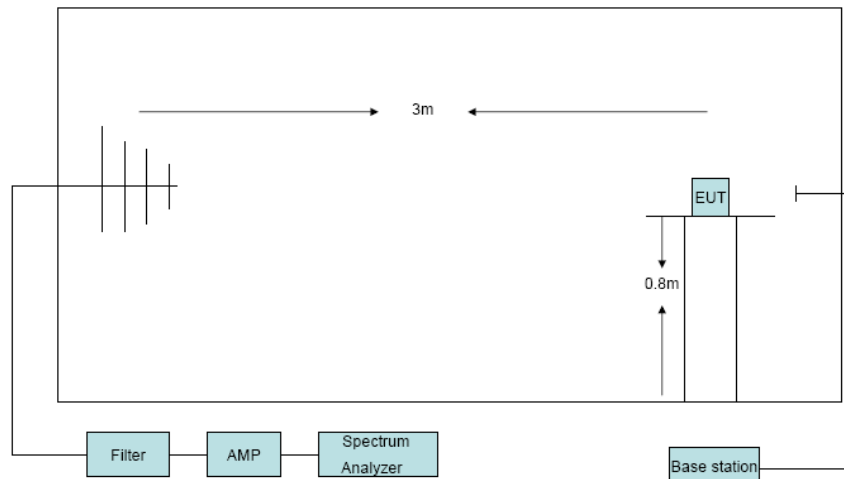 3m
EUT
0.8m
Filter
AMP
Spectrum
Analyzer
Base station